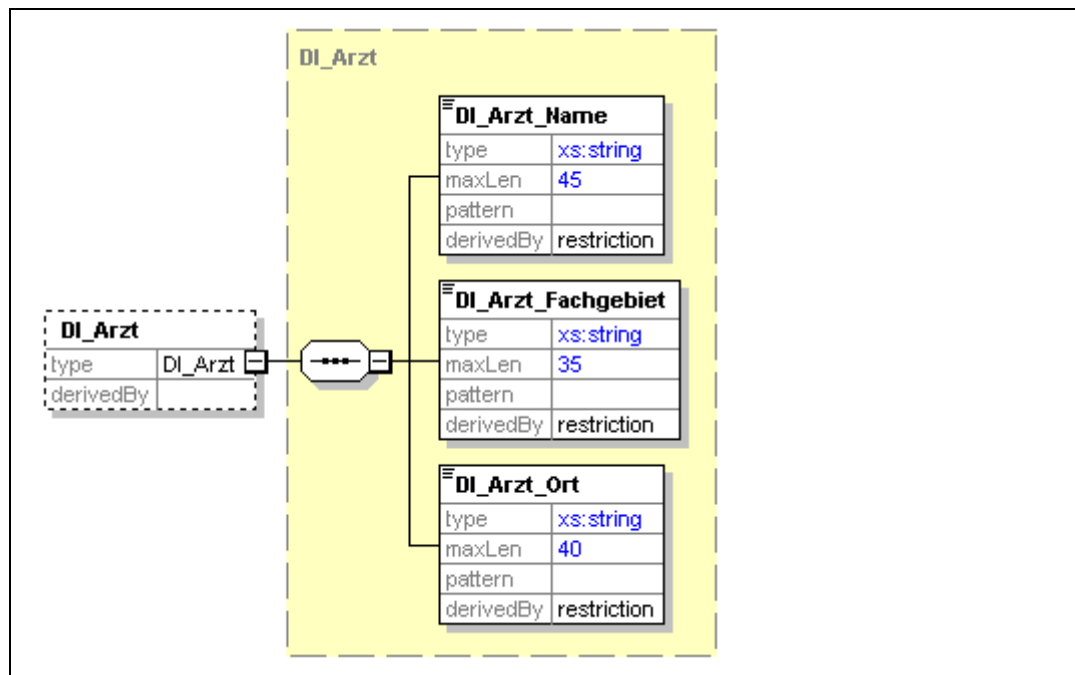 DI_Arzt
DI_Arzt_Name
type xs:string
maxLen 45
pattern
derivedBy restriction
DI_Arzt_Fachgebiet
type xs:string
maxLen 35
pattern
derivedBy restriction
DI_Arzt
type DI_Arzt
derivedBy
DI_Arzt_Ort
type xs:string
maxLen 40
pattern
derivedBy restriction